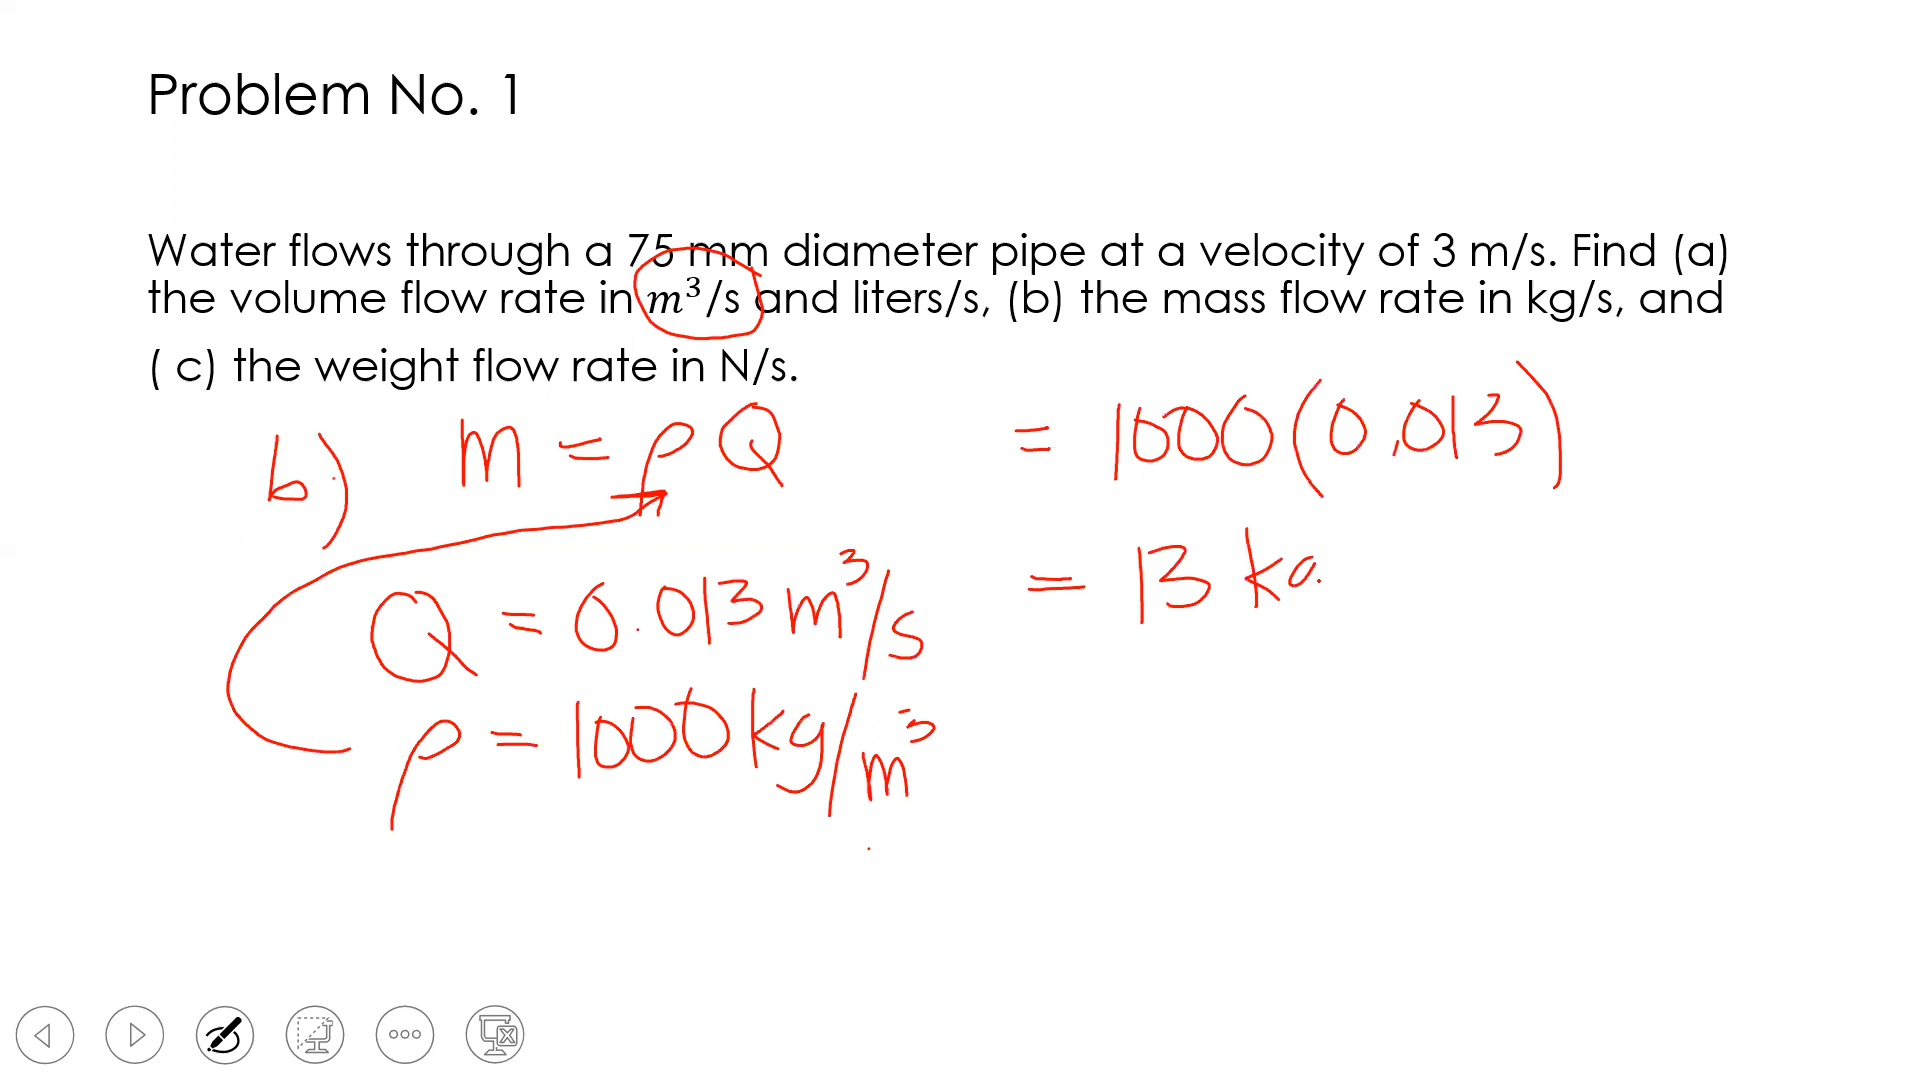 Problem No. 1
Water flows through a 75 mm diameter pipe at a velocity of 3 m/s. Find (a)
the volume flow rate in m³/s and liters/s, (b) the mass flow rate in kg/s, and
( c) the weight flow rate in N/s.
b) m = ρQ
Q = 0.013 m³/s
ρ = 1000 kg/m³
= 1000(0.013)
= 13